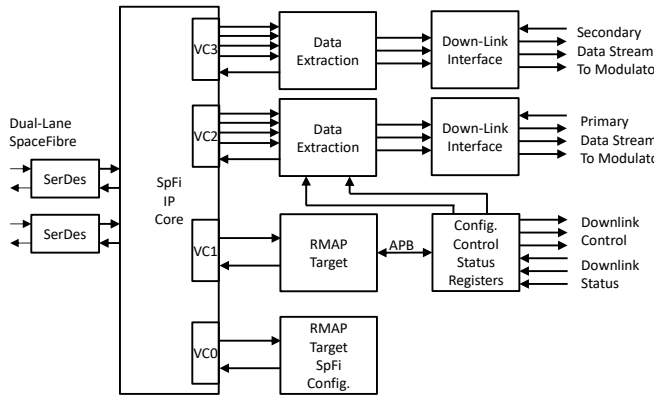 Dual-Lane
SpaceFibre
SerDes
SerDes
SpFi
IP
Core
VC3
VC2
VC1
VC0
Data
Extraction
Down-Link
Interface
Secondary
Data Stream
To Modulator
Data
Extraction
Down-Link
Interface
Primary
Data Stream
To Modulator
RMAP
Target
APB
Config.
Control
Status
Registers
Downlink
Control
Downlink
Status
RMAP
Target
SpFi
Config.